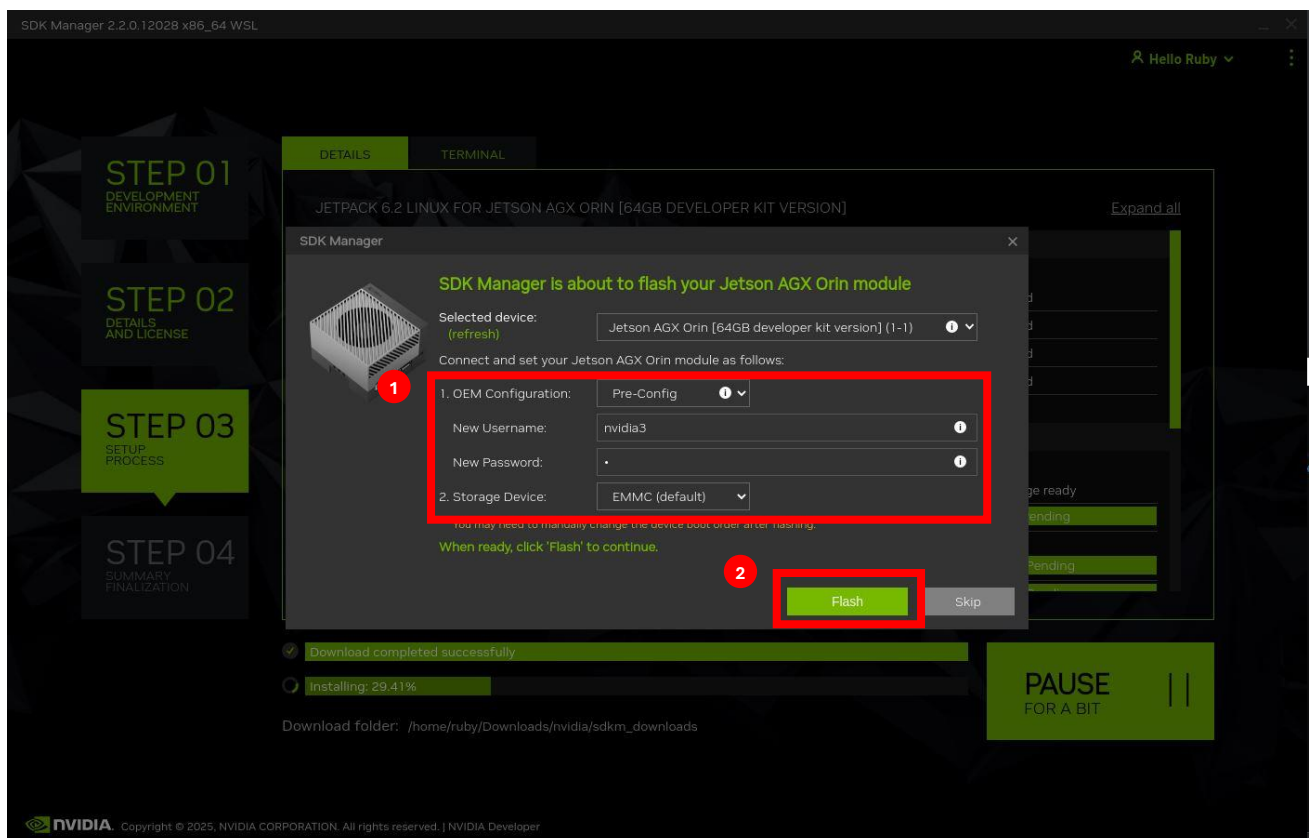 SDK Manager 2.2.0.12028 x86_64 WSL
Hello Ruby
STEP 01
DEVELOPMENT
ENVIRONMENT
STEP 02
DETAILS
AND LICENSE
STEP 03
SETUP
PROCESS
STEP 04
SUMMARY
FINALIZATION
DETAILS TERMINAL
JETPACK 6.2 LINUX FOR JETSON AGX ORIN [64GB DEVELOPER KIT VERSION] Expand all
SDK Manager
SDK Manager is about to flash your Jetson AGX Orin module
Selected device: Jetson AGX Orin [64GB developer kit version] (1-1)
(refresh)
Connect and set your Jetson AGX Orin module as follows:
1
1. OEM Configuration: Pre-Config
New Username: nvidia3
New Password: •
2. Storage Device: EMMC (default)
You may need to manually change the device boot order after flashing.
When ready, click 'Flash' to continue.
2
Flash Skip
d
d
d
d
ge ready
ending
Pending
Download completed successfully
Installing: 29.41%
Download folder: /home/ruby/Downloads/nvidia/sdkm_downloads
PAUSE
FOR A BIT
NVIDIA. Copyright © 2025, NVIDIA CORPORATION. All rights reserved. | NVIDIA Developer